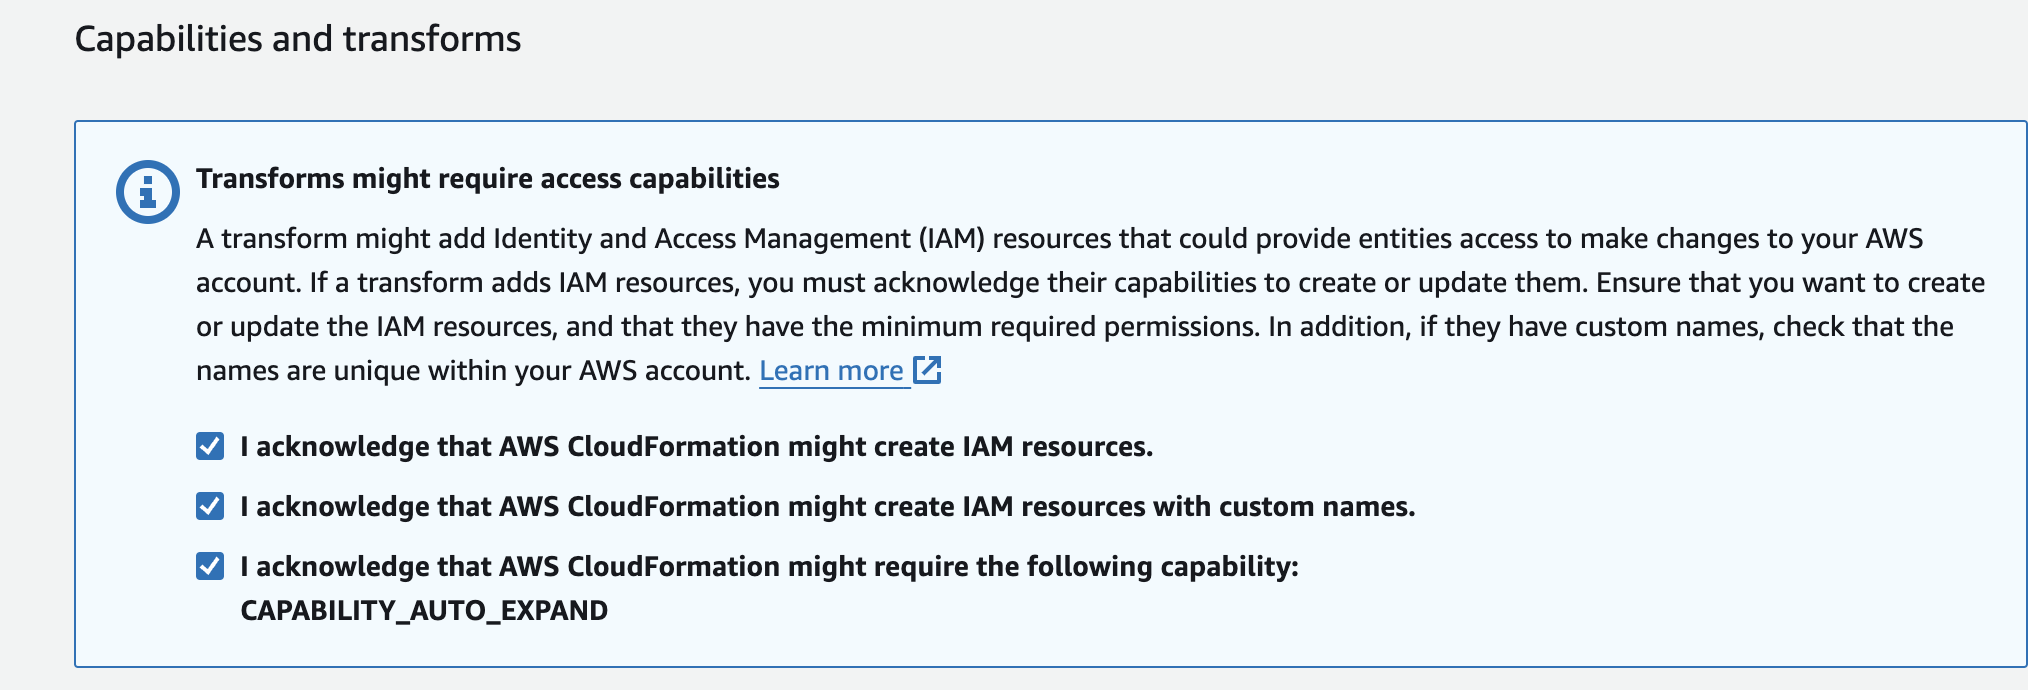 Capabilities and transforms
Transforms might require access capabilities
A transform might add Identity and Access Management (IAM) resources that could provide entities access to make changes to your AWS
account. If a transform adds IAM resources, you must acknowledge their capabilities to create or update them. Ensure that you want to create
or update the IAM resources, and that they have the minimum required permissions. In addition, if they have custom names, check that the
names are unique within your AWS account. Learn more
I acknowledge that AWS CloudFormation might create IAM resources.
I acknowledge that AWS CloudFormation might create IAM resources with custom names.
I acknowledge that AWS CloudFormation might require the following capability:
CAPABILITY_AUTO_EXPAND